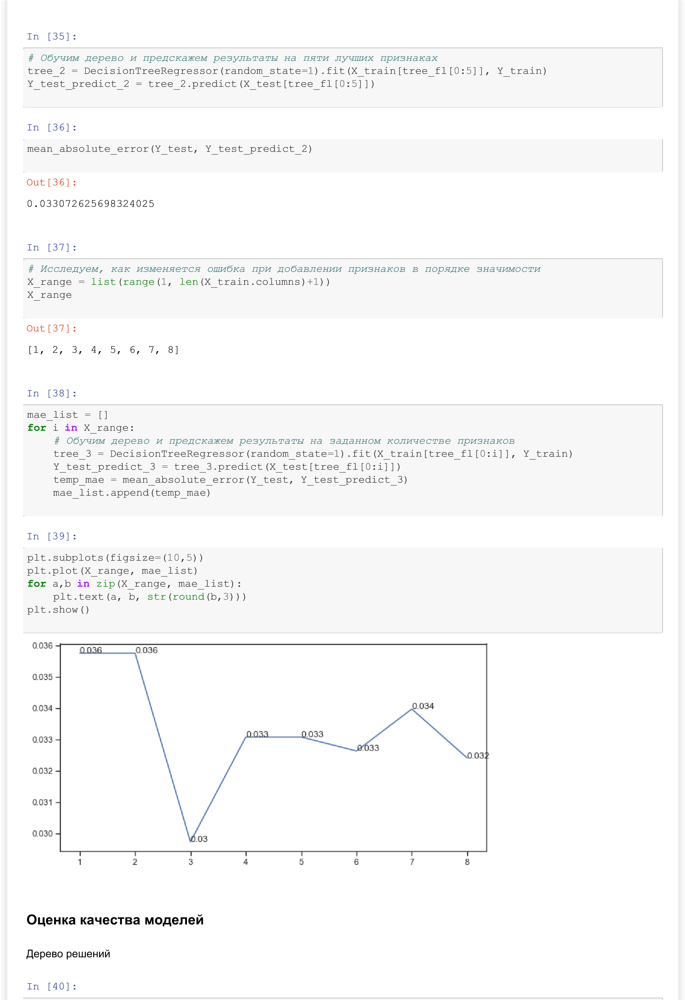 In [35]:
# Обучим дерево и предскажем результаты на пяти лучших признаках
tree_2 = DecisionTreeRegressor(random_state=1).fit(X_train[tree_fl[0:5]], Y_train)
Y_test_predict_2 = tree_2.predict(X_test[tree_fl[0:5]])
In [36]:
mean_absolute_error(Y_test, Y_test_predict_2)
Out[36]:
0.033072625698324025
In [37]:
# Исследуем, как изменяется ошибка при добавлении признаков в порядке значимости
X_range = list(range(1, len(X_train.columns)+1))
X_range
Out[37]:
[1, 2, 3, 4, 5, 6, 7, 8]
In [38]:
mae_list = []
for i in X_range:
    # Обучим дерево и предскажем результаты на заданном количестве признаков
    tree_3 = DecisionTreeRegressor(random_state=1).fit(X_train[tree_fl[0:i]], Y_train)
    Y_test_predict_3 = tree_3.predict(X_test[tree_fl[0:i]])
    temp_mae = mean_absolute_error(Y_test, Y_test_predict_3)
    mae_list.append(temp_mae)
In [39]:
plt.subplots(figsize=(10,5))
plt.plot(X_range, mae_list)
for a,b in zip(X_range, mae_list):
    plt.text(a, b, str(round(b,3)))
plt.show()
0.036
0.036 0.036
0.035
0.034
0.034
0.033 0.033
0.033
0.033
0.032
0.032
0.031
0.03
0.030
1 2 3 4 5 6 7 8
Оценка качества моделей
Дерево решений
In [40]: